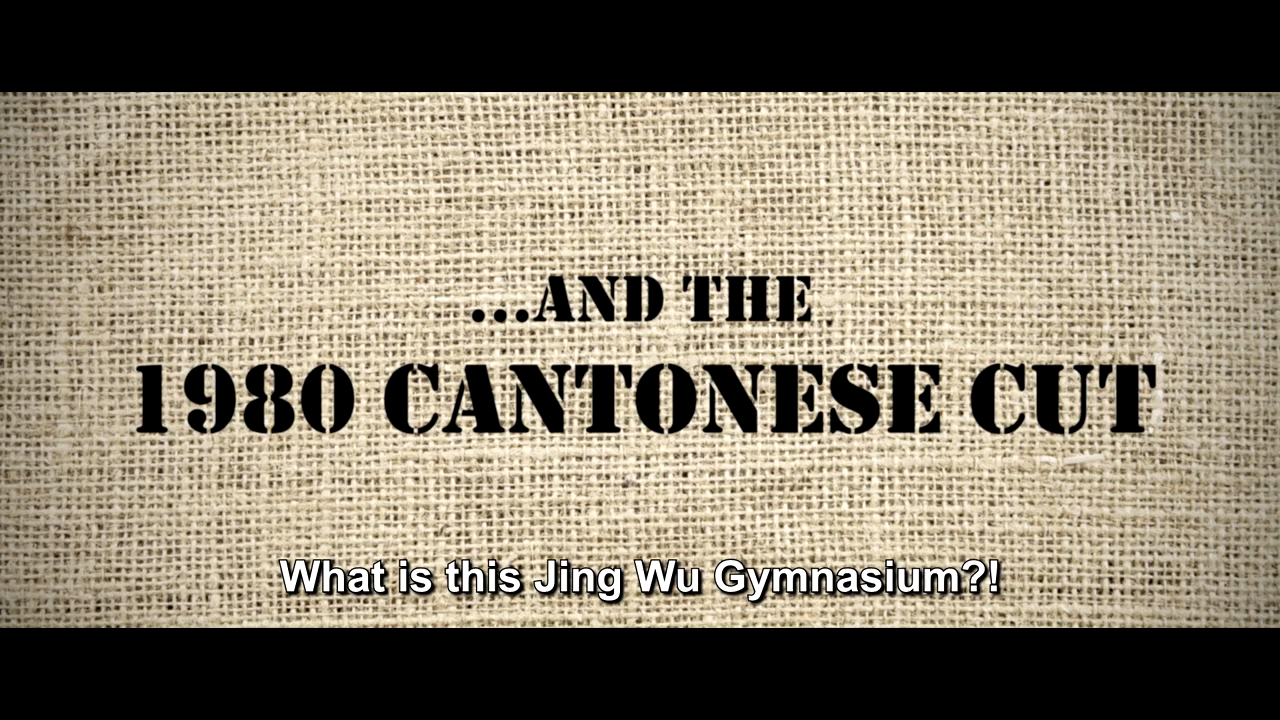 ...AND THE
1980 CANTONESE CUT
What is this Jing Wu Gymnasium?!